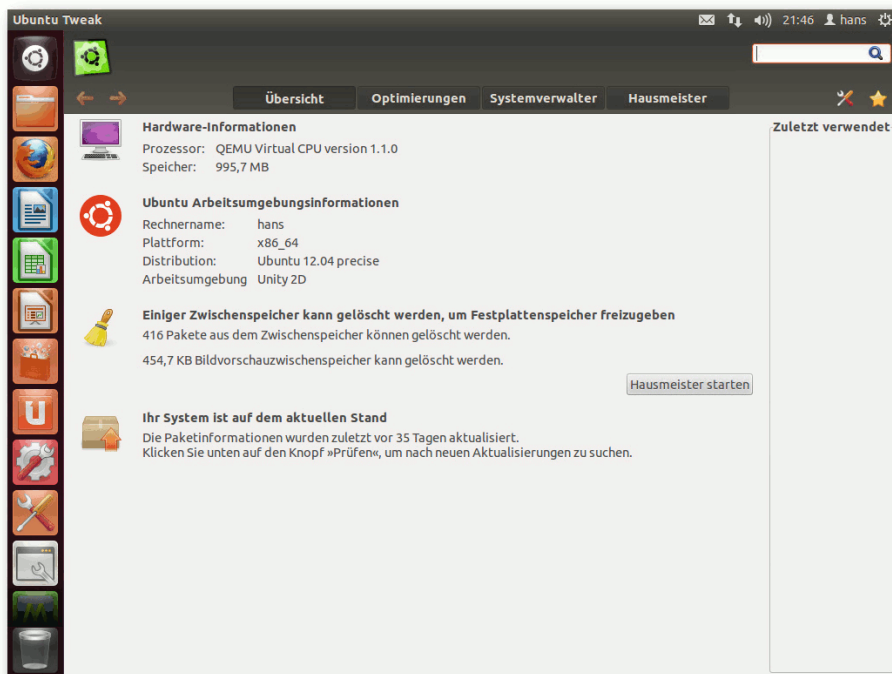 Ubuntu Tweak
21:46 hans
Übersicht Optimierungen Systemverwalter Hausmeister
Hardware-Informationen
Prozessor: QEMU Virtual CPU version 1.1.0
Speicher: 995,7 MB
Zuletzt verwendet
Ubuntu Arbeitsumgebungsinformationen
Rechnername: hans
Plattform: x86_64
Distribution: Ubuntu 12.04 precise
Arbeitsumgebung Unity 2D
Einiger Zwischenspeicher kann gelöscht werden, um Festplattenspeicher freizugeben
416 Pakete aus dem Zwischenspeicher können gelöscht werden.
454,7 KB Bildvorschauzwischenspeicher kann gelöscht werden.
Hausmeister starten
Ihr System ist auf dem aktuellen Stand
Die Paketinformationen wurden zuletzt vor 35 Tagen aktualisiert.
Klicken Sie unten auf den Knopf »Prüfen«, um nach neuen Aktualisierungen zu suchen.